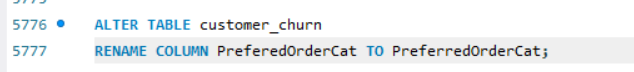 5776 ALTER TABLE customer_churn
5777 RENAME COLUMN PreferedOrderCat TO PreferredOrderCat;